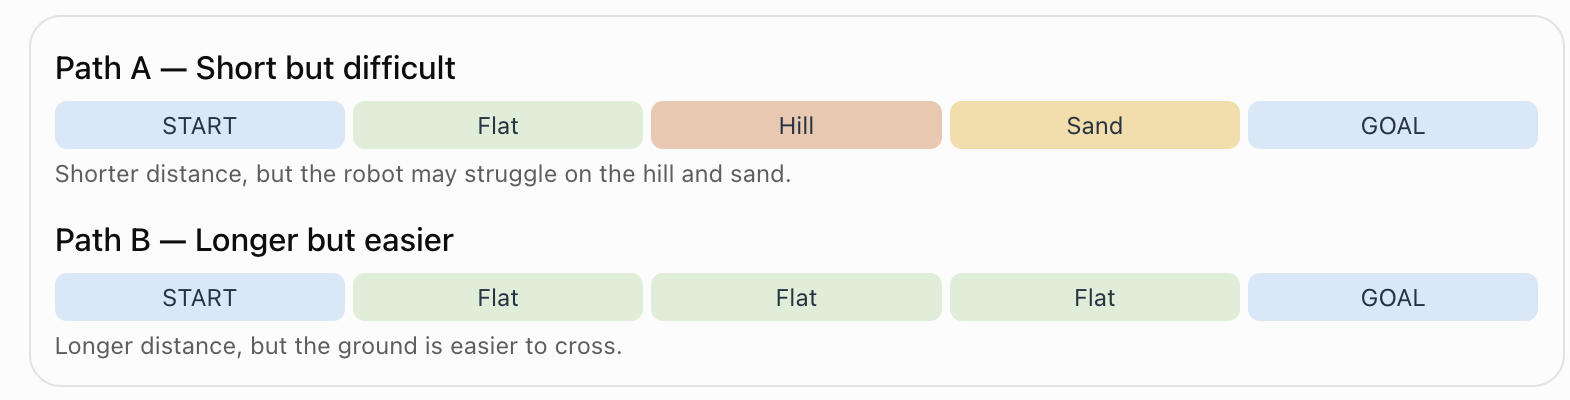 Path A — Short but difficult
START Flat Hill Sand GOAL
Shorter distance, but the robot may struggle on the hill and sand.
Path B — Longer but easier
START Flat Flat Flat GOAL
Longer distance, but the ground is easier to cross.